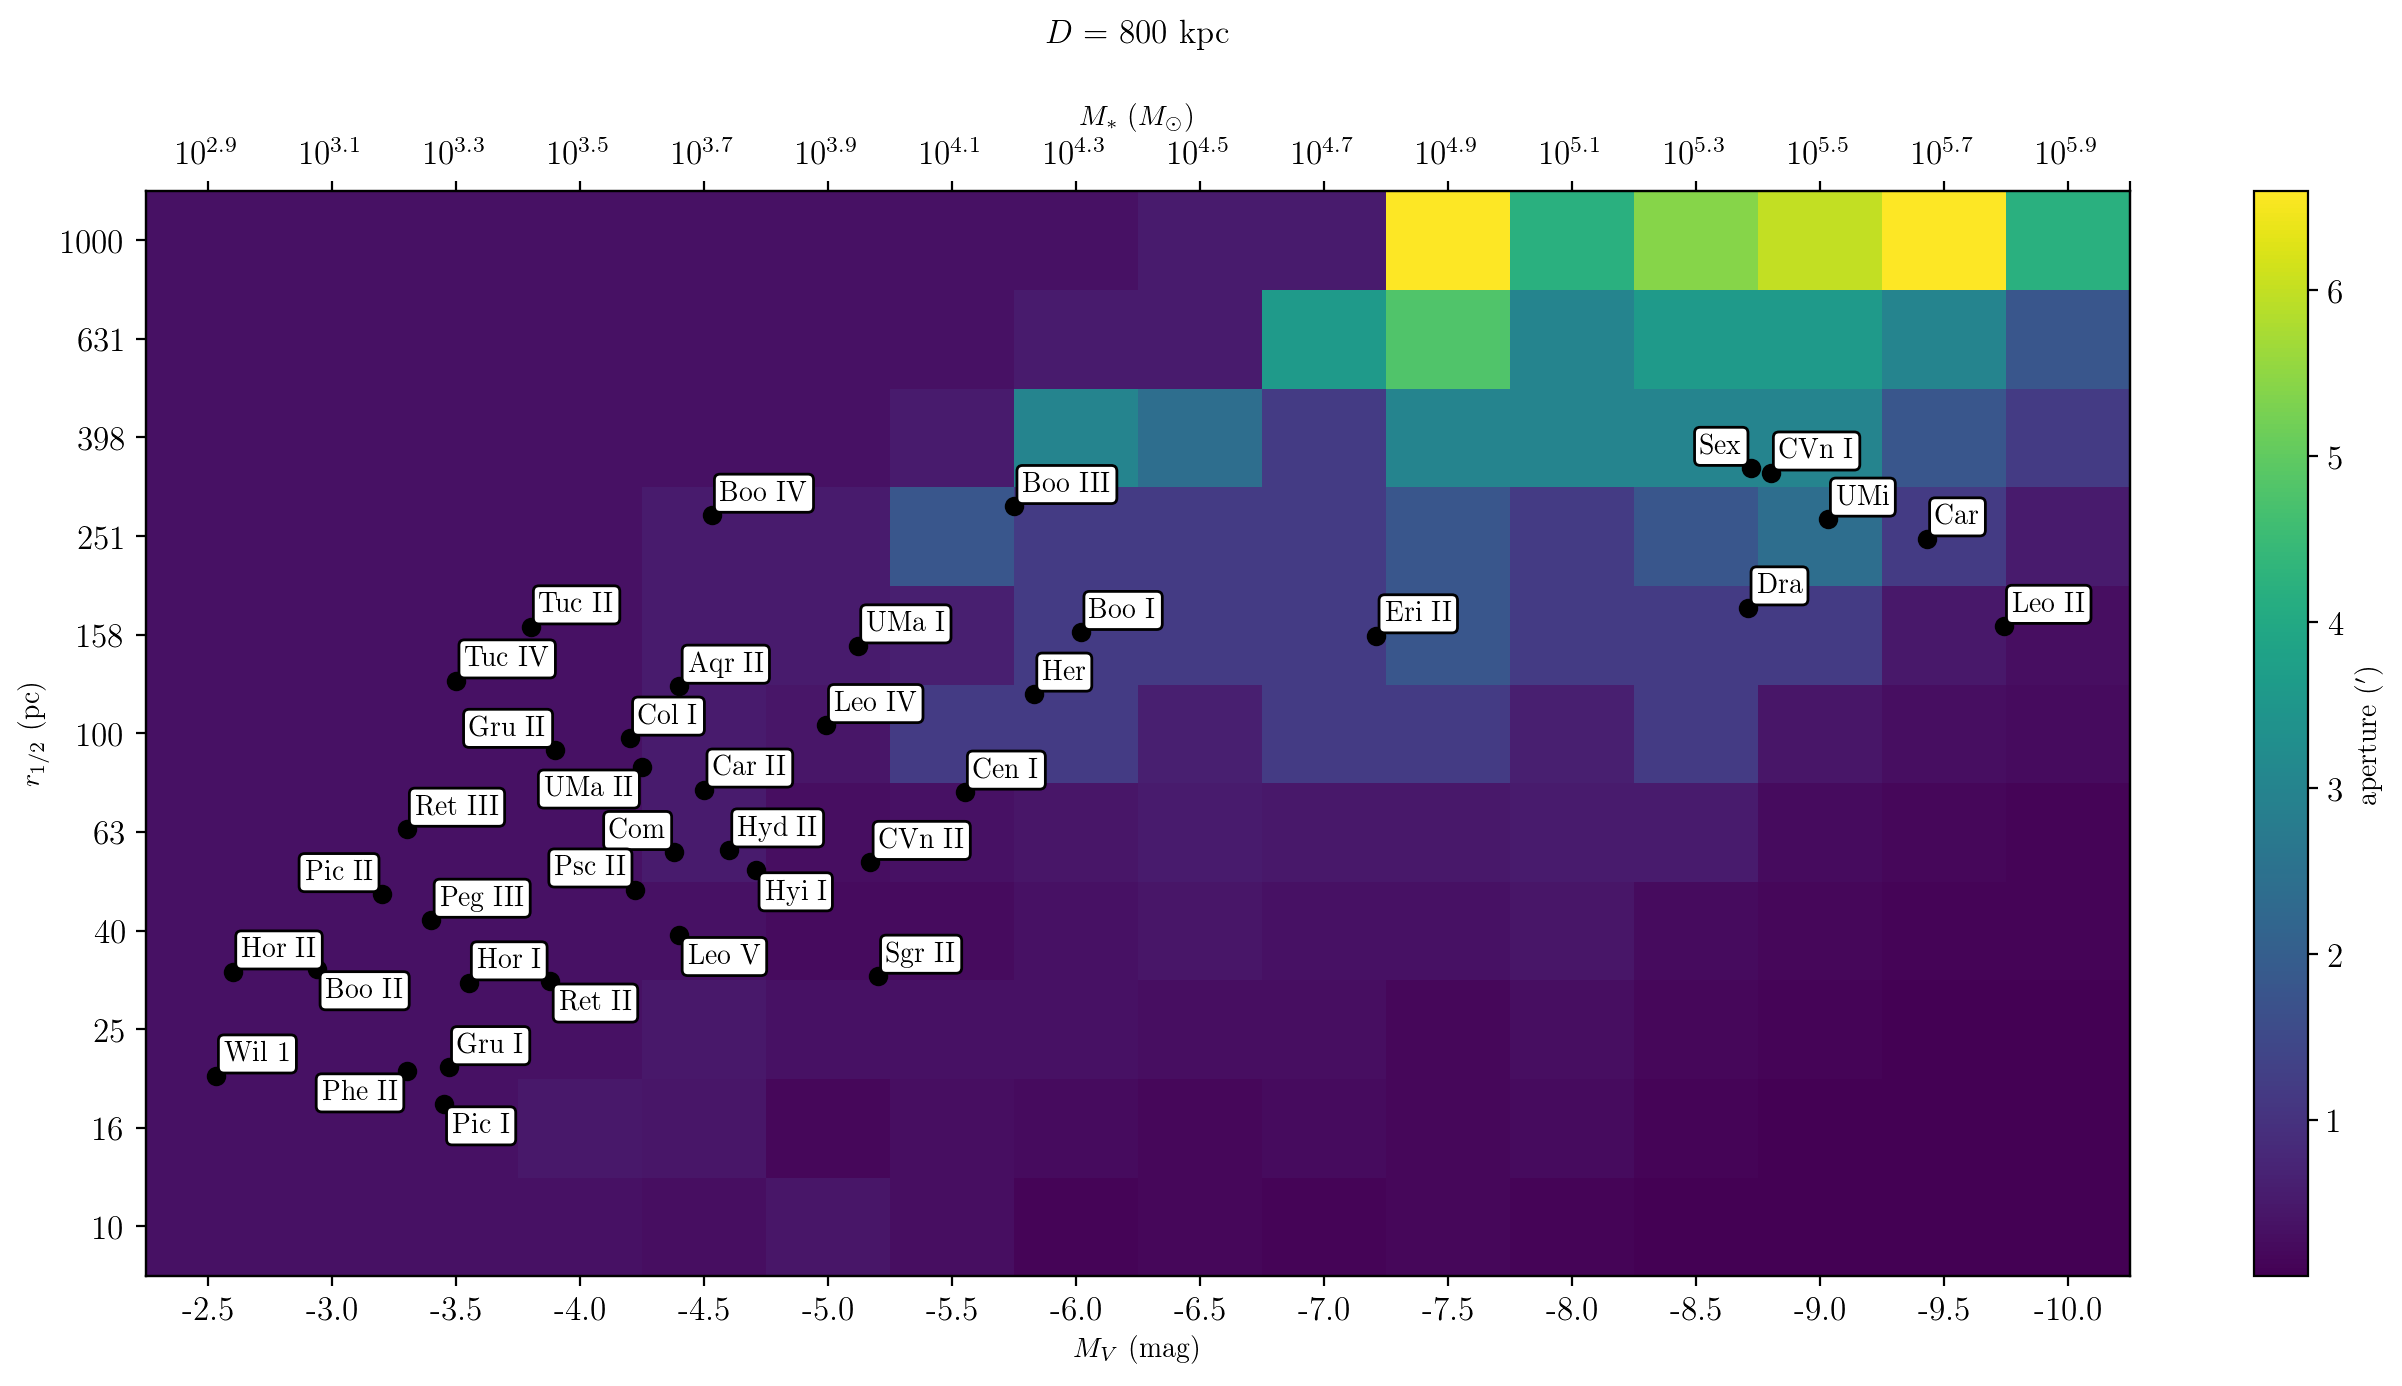 D = 800 kpc
M* (M⊙)
10^2.9 10^3.1 10^3.3 10^3.5 10^3.7 10^3.9 10^4.1 10^4.3 10^4.5 10^4.7 10^4.9 10^5.1 10^5.3 10^5.5 10^5.7 10^5.9
1000
631
398
251
158
100
63
40
25
16
10
r1/2 (pc)
Sex
CVn I
Boo IV
Boo III
UMi
Car
Tuc II
Dra
Leo II
UMa I
Boo I
Eri II
Tuc IV
Aqr II
Her
Gru II
Col I
Leo IV
UMa II
Car II
Cen I
Ret III
Com
Hyd II
CVn II
Pic II
Psc II
Peg III
Hyi I
Hor II
Hor I
Leo V
Sgr II
Boo II
Ret II
Wil 1
Gru I
Phe II
Pic I
-2.5 -3.0 -3.5 -4.0 -4.5 -5.0 -5.5 -6.0 -6.5 -7.0 -7.5 -8.0 -8.5 -9.0 -9.5 -10.0
MV (mag)
6
5
4
3
2
1
aperture (′)